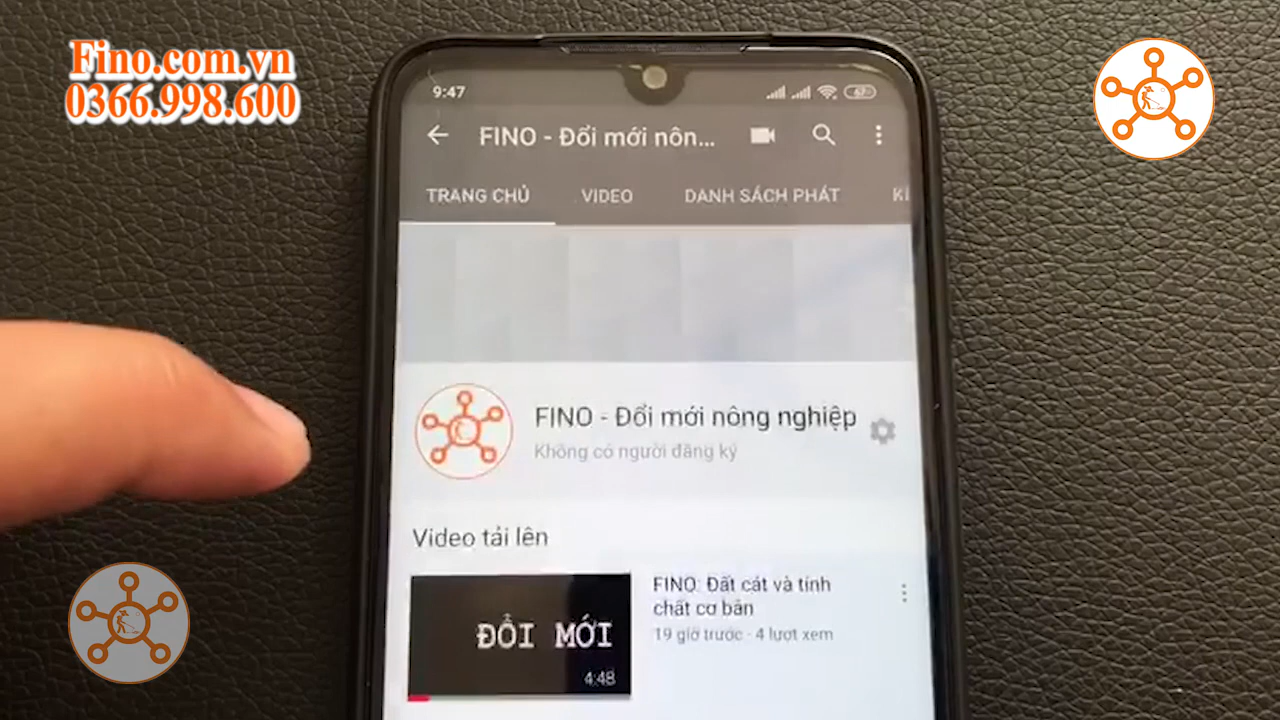 Fino.com.vn
0366.998.600
9:47
67
FINO - Đổi mới nôn...
TRANG CHỦ VIDEO DANH SÁCH PHÁT
FINO - Đổi mới nông nghiệp
Không có người đăng ký
Video tải lên
ĐỔI MỚI
4:48
FINO: Đất cát và tính
chất cơ bản
19 giờ trước · 4 lượt xem